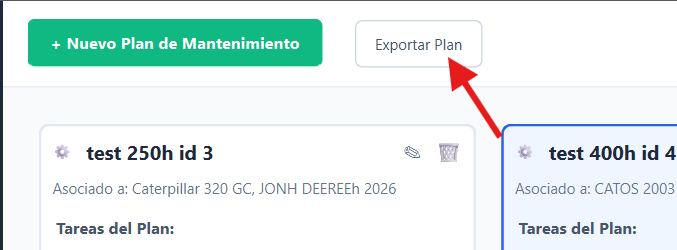 + Nuevo Plan de Mantenimiento
Exportar Plan
test 250h id 3
Asociado a: Caterpillar 320 GC, JONH DEEREEh 2026
Tareas del Plan:
test 400h id 4
Asociado a: CATOS 2003
Tareas del Plan: